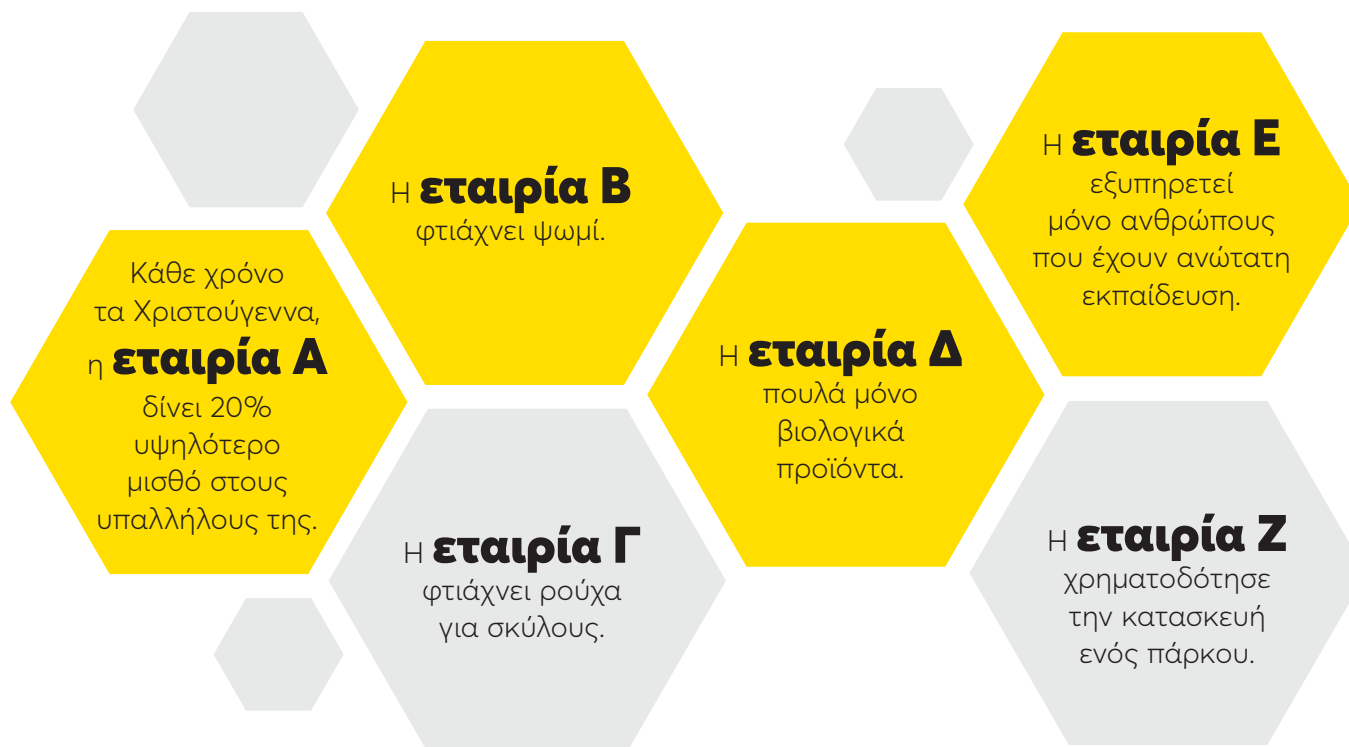 Κάθε χρόνο
τα Χριστούγεννα,
η εταιρία Α
δίνει 20%
υψηλότερο
μισθό στους
υπαλλήλους της.
Η εταιρία Β
φτιάχνει ψωμί.
Η εταιρία Γ
φτιάχνει ρούχα
για σκύλους.
Η εταιρία Δ
πουλά μόνο
βιολογικά
προϊόντα.
Η εταιρία Ε
εξυπηρετεί
μόνο ανθρώπους
που έχουν ανώτατη
εκπαίδευση.
Η εταιρία Ζ
χρηματοδότησε
την κατασκευή
ενός πάρκου.